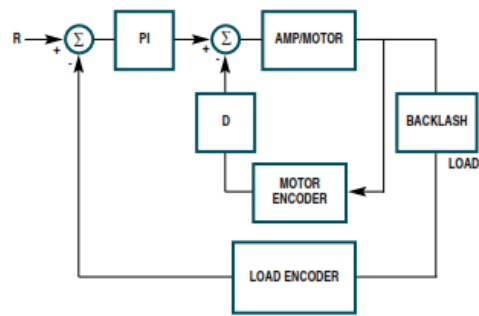 R
+
-
Σ
PI
+
-
Σ
AMP/MOTOR
D
BACKLASH
LOAD
MOTOR
ENCODER
LOAD ENCODER